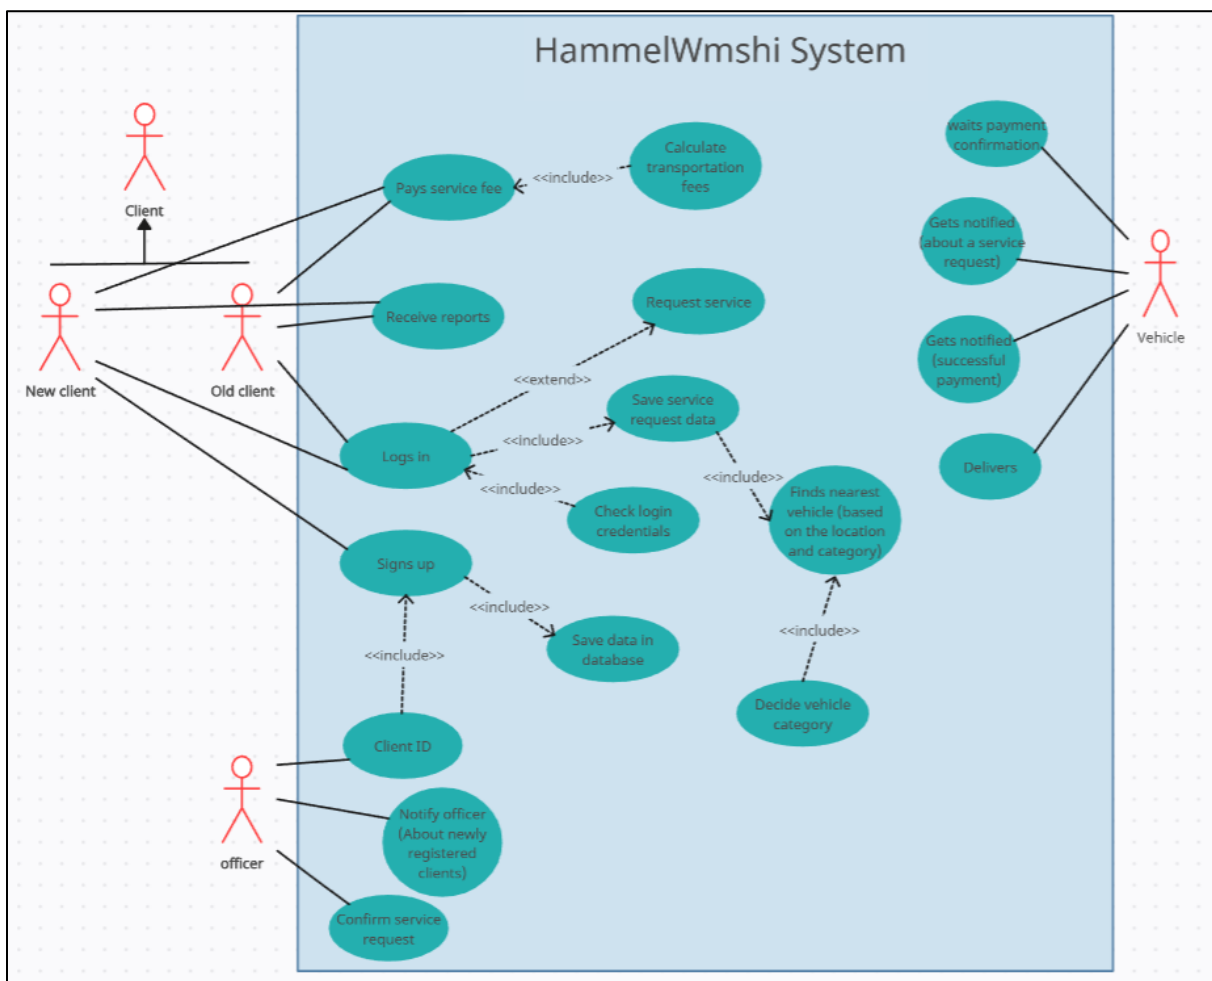 HammelWmshi System
Client
New client
Old client
officer
Vehicle
Pays service fee
<<include>>
Calculate
transportation
fees
Receive reports
Request service
<<extend>>
Logs in
<<include>>
Save service
request data
<<include>>
Check login
credentials
<<include>>
Finds nearest
vehicle (based
on the location
and category)
Signs up
<<include>>
Save data in
database
<<include>>
<<include>>
Decide vehicle
category
Client ID
Notify officer
(About newly
registered
clients)
Confirm service
request
waits payment
confirmation
Gets notified
(about a service
request)
Gets notified
(successful
payment)
Delivers